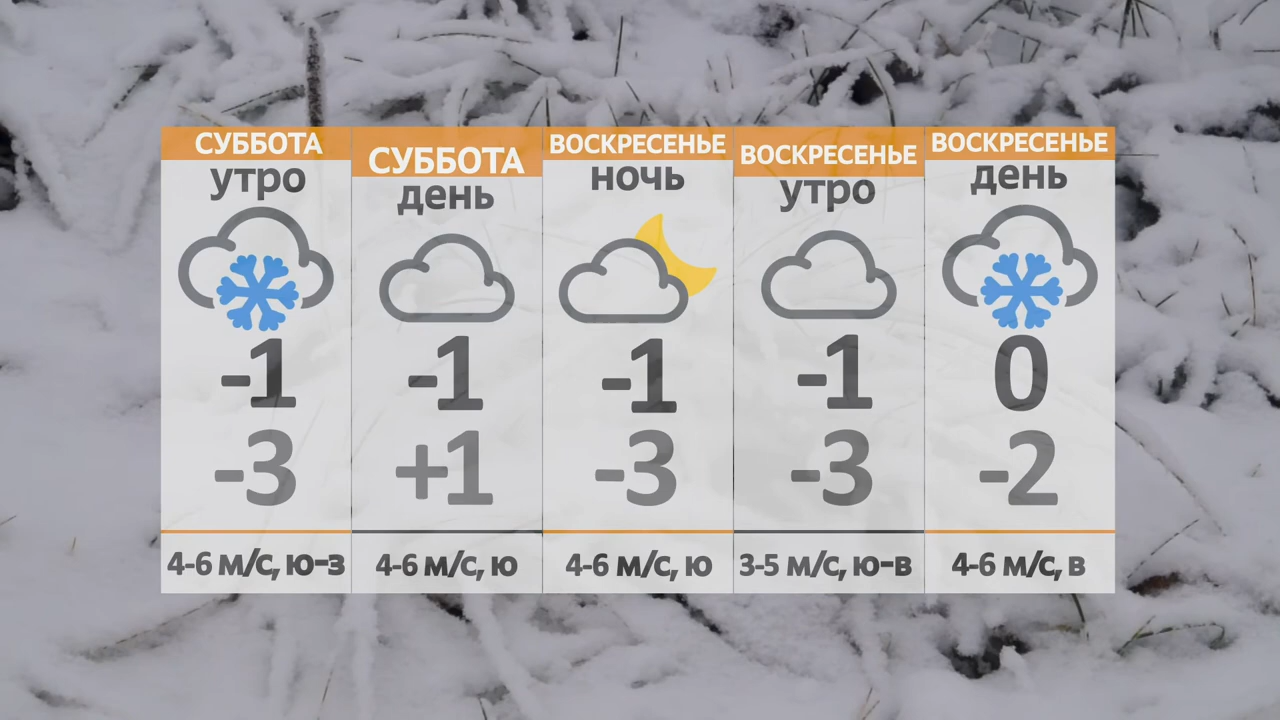 СУББОТА
утро
-1
-3
4-6 м/с, ю-з
СУББОТА
день
-1
+1
4-6 м/с, ю
ВОСКРЕСЕНЬЕ
ночь
-1
-3
4-6 м/с, ю
ВОСКРЕСЕНЬЕ
утро
-1
-3
3-5 м/с, ю-в
ВОСКРЕСЕНЬЕ
день
0
-2
4-6 м/с, в